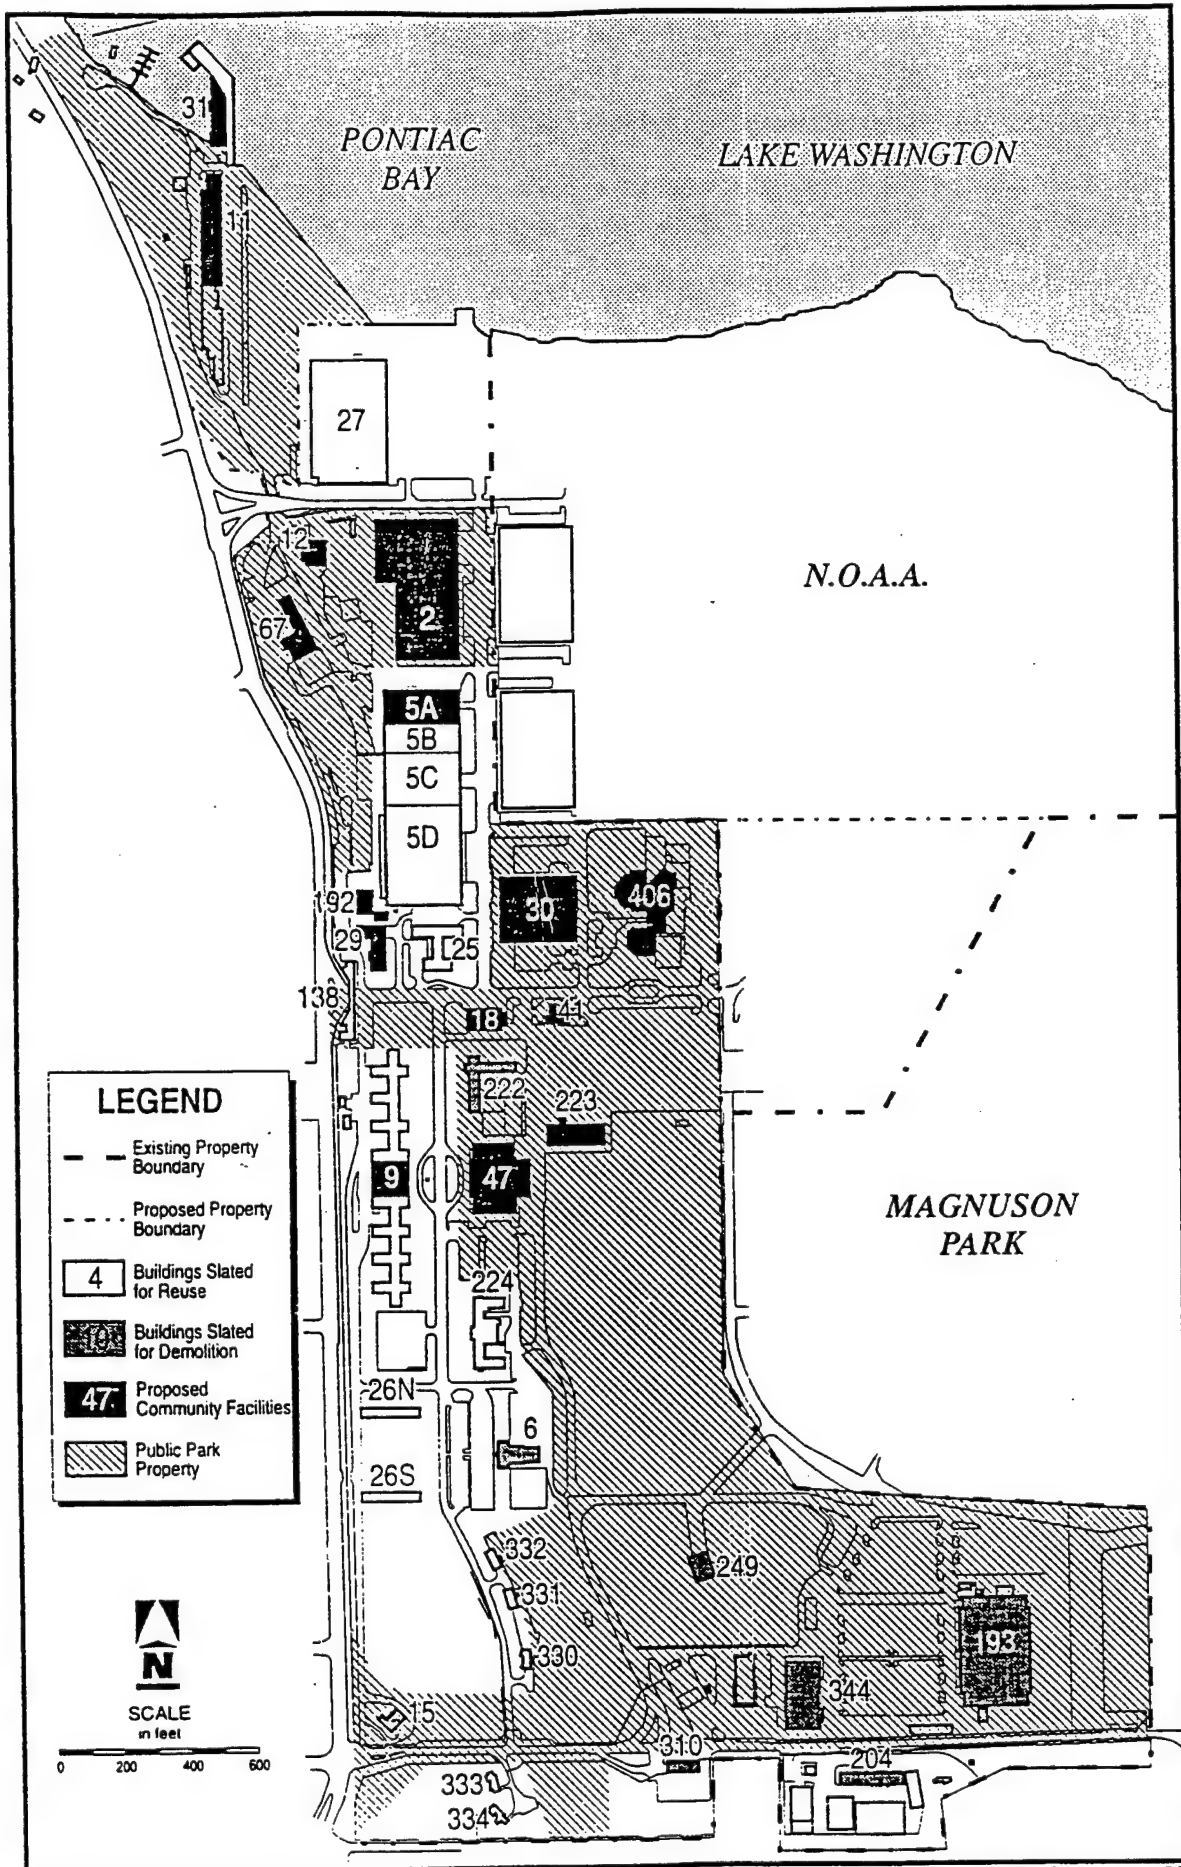 31
PONTIAC
BAY
LAKE WASHINGTON
11
27
12
N.O.A.A.
2
67
5A
5B
5C
5D
192
30
406
29
25
138
18
41
222
223
9
47
MAGNUSON
PARK
224
26N
6
26S
332
249
331
330
193
344
15
310
204
333
334
LEGEND
Existing Property
Boundary
Proposed Property
Boundary
4
Buildings Slated
for Reuse
Buildings Slated
for Demolition
47
Proposed
Community Facilities
Public Park
Property
N
SCALE
in feet
0 200 400 600